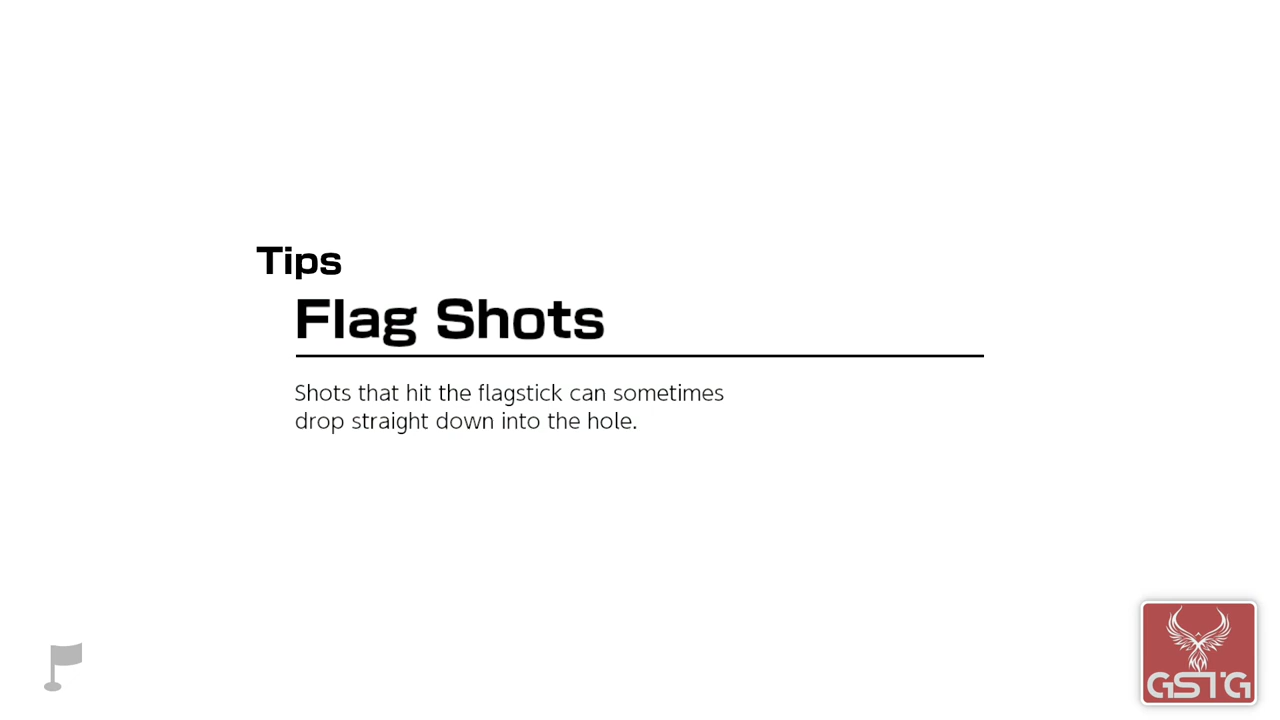 Tips
Flag Shots
Shots that hit the flagstick can sometimes
drop straight down into the hole.
GSTG